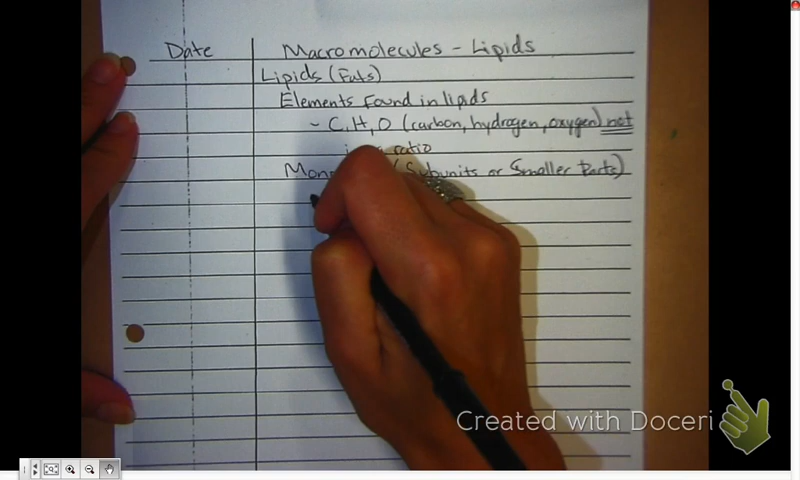 Date Macromolecules - Lipids
Lipids (Fats)
Elements Found in lipids
- C, H, O (carbon, hydrogen, oxygen) not
ratio
(Subunits or Smaller Parts)
Created with Doceri